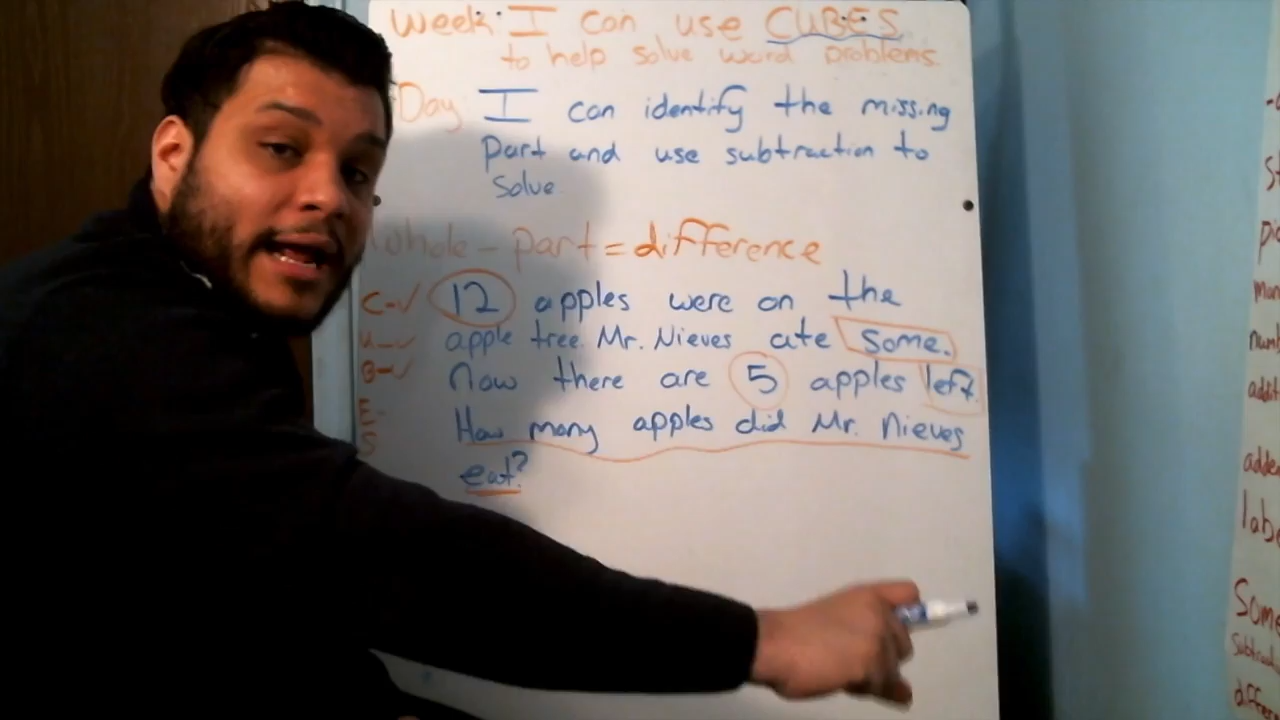 Week: I can use CUBES
to help solve word problems.
Day I can identify the missing
part and use subtraction to
solve.
whole - part = difference
C-✓ 12 apples were on the
U-✓ apple tree. Mr. Nieves ate some.
B-✓ Now there are 5 apples left.
E- How many apples did Mr. Nieves
S eat?